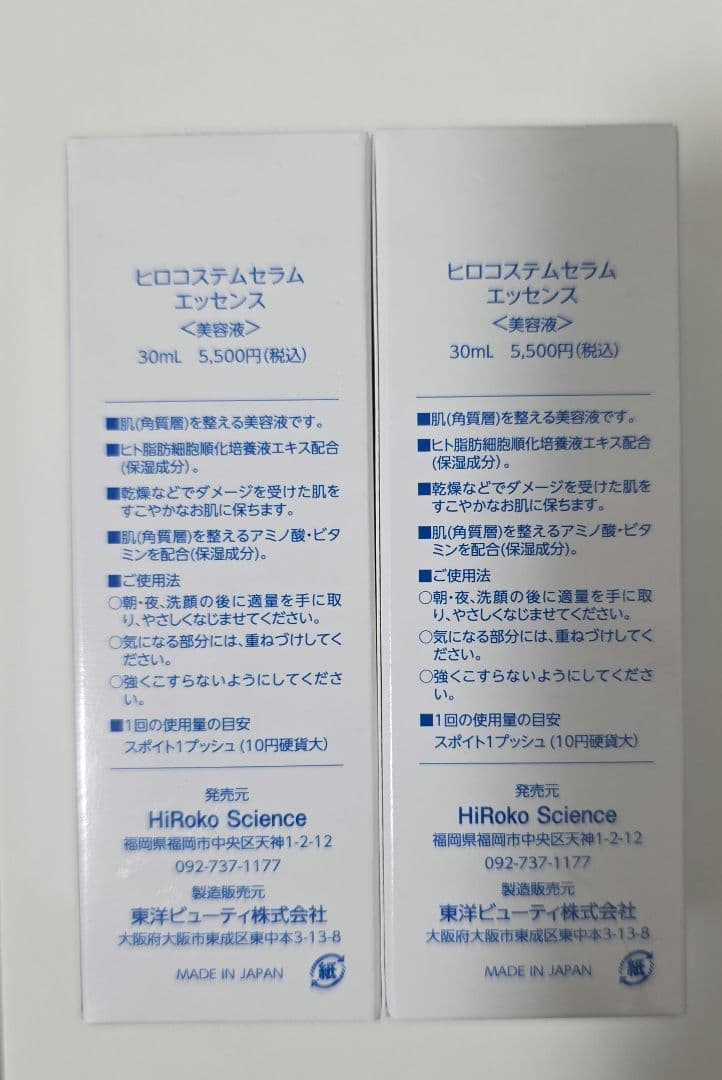 ヒロコステムセラム
エッセンス
<美容液>
30mL 5,500円(税込)
■肌(角質層)を整える美容液です。
■ヒト脂肪細胞順化培養液エキス配合
(保湿成分)。
■乾燥などでダメージを受けた肌を
すこやかなお肌に保ちます。
■肌(角質層)を整えるアミノ酸・ビタ
ミンを配合(保湿成分)。
■ご使用法
○朝・夜、洗顔の後に適量を手に取
り、やさしくなじませてください。
○気になる部分には、重ねづけしてく
ださい。
○強くこすらないようにしてくださ
い。
■1回の使用量の目安
スポイト1プッシュ(10円硬貨大)
発売元
HiRoko Science
福岡県福岡市中央区天神1-2-12
092-737-1177
製造販売元
東洋ビューティ株式会社
大阪府大阪市東成区東中本3-13-8
MADE IN JAPAN 紙
ヒロコステムセラム
エッセンス
<美容液>
30mL 5,500円(税込)
■肌(角質層)を整える美容液です。
■ヒト脂肪細胞順化培養液エキス配合
(保湿成分)。
■乾燥などでダメージを受けた肌を
すこやかなお肌に保ちます。
■肌(角質層)を整えるアミノ酸・ビタ
ミンを配合(保湿成分)。
■ご使用法
○朝・夜、洗顔の後に適量を手に取
り、やさしくなじませてください。
○気になる部分には、重ねづけしてく
ださい。
○強くこすらないようにしてくださ
い。
■1回の使用量の目安
スポイト1プッシュ(10円硬貨大)
発売元
HiRoko Science
福岡県福岡市中央区天神1-2-12
092-737-1177
製造販売元
東洋ビューティ株式会社
大阪府大阪市東成区東中本3-13-8
MADE IN JAPAN 紙